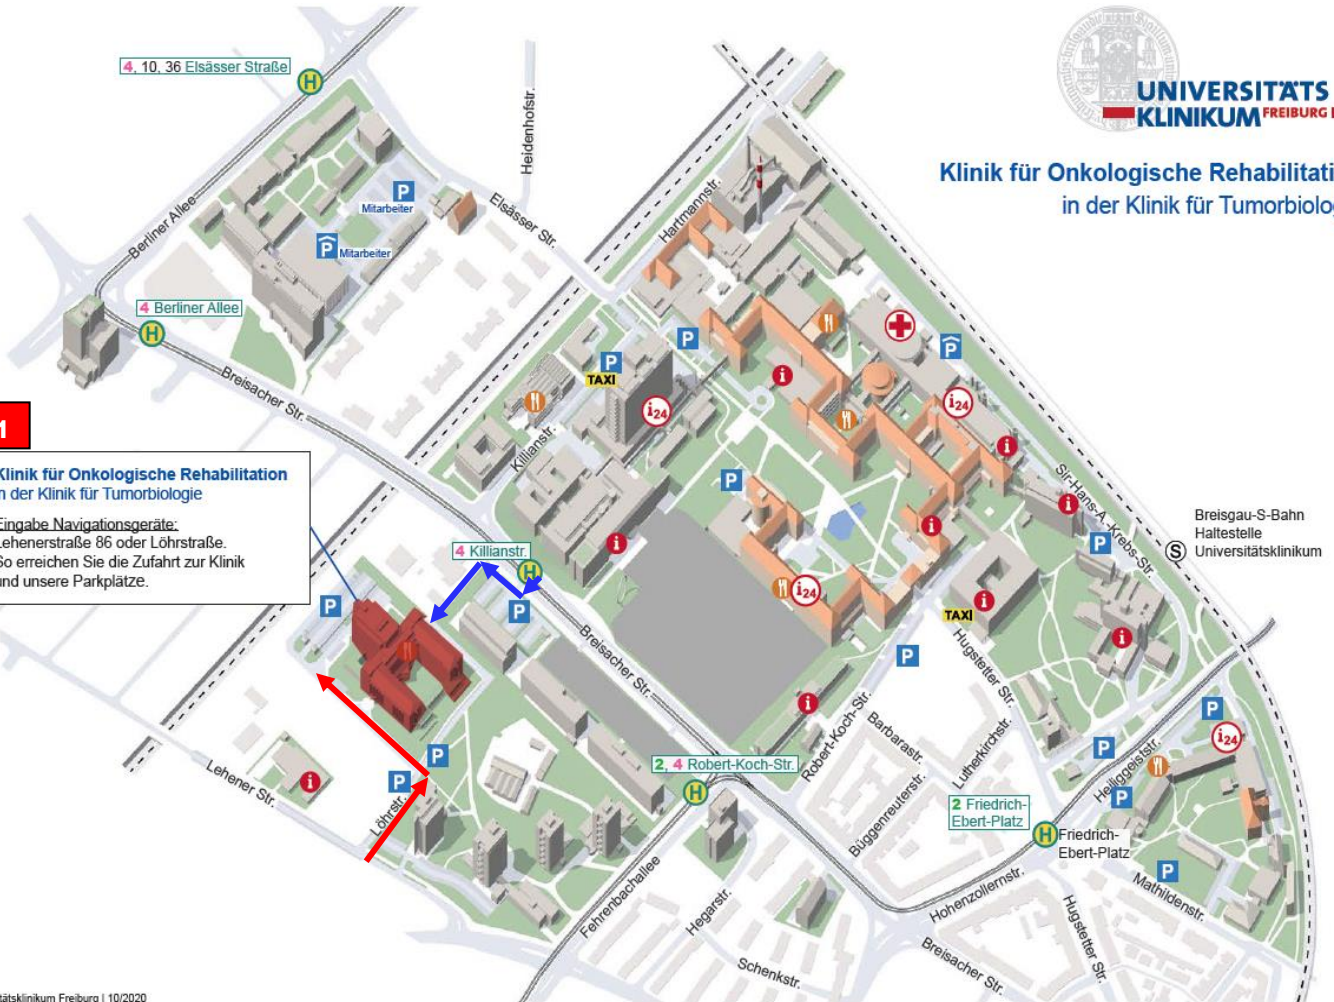 4, 10, 36 Elsässer Straße
H
UNIVERSITÄTS
KLINIKUM FREIBURG
Klinik für Onkologische
in der Klinik für
Heidenhofstr.
P
Mitarbeiter
Elsässer Str.
Hartmannstr.
Berliner Allee
P
Mitarbeiter
4 Berliner Allee
H
P
P
P
TAXI
i
i24
i24
Breisacher Str.
Killianstr.
i
P
1
Klinik für Onkologische Rehabilitation
in der Klinik für Tumorbiologie
Eingabe Navigationsgeräte:
Lehenerstraße 86 oder Löhrstraße.
So erreichen Sie die Zufahrt zur Klinik
und unsere Parkplätze.
Sir-Hans-A.-Krebs-Str.
i
i
P
Breisgau-S-Bahn
Haltestelle
Universitätsklinikum
S
4 Killianstr.
H
i
i24
i
P
P
TAXI
i
Breisacher Str.
Hugstetter Str.
P
i
Robert-Koch-Str.
Barbarastr.
Lutherkirchstr.
P
i24
P
P
P
Lehener Str.
i
Löhrstr.
2, 4 Robert-Koch-Str.
H
Heiliggeiststr.
P
2 Friedrich-
Ebert-Platz
H
Friedrich-
Ebert-Platz
Büggenreuterstr.
P
Mathildenstr.
Fehrenbachallee
Hegarstr.
Hohenzollernstr.
Hugstetter Str.
Breisacher Str.
Schenkstr.
Freiburg | 10/2020